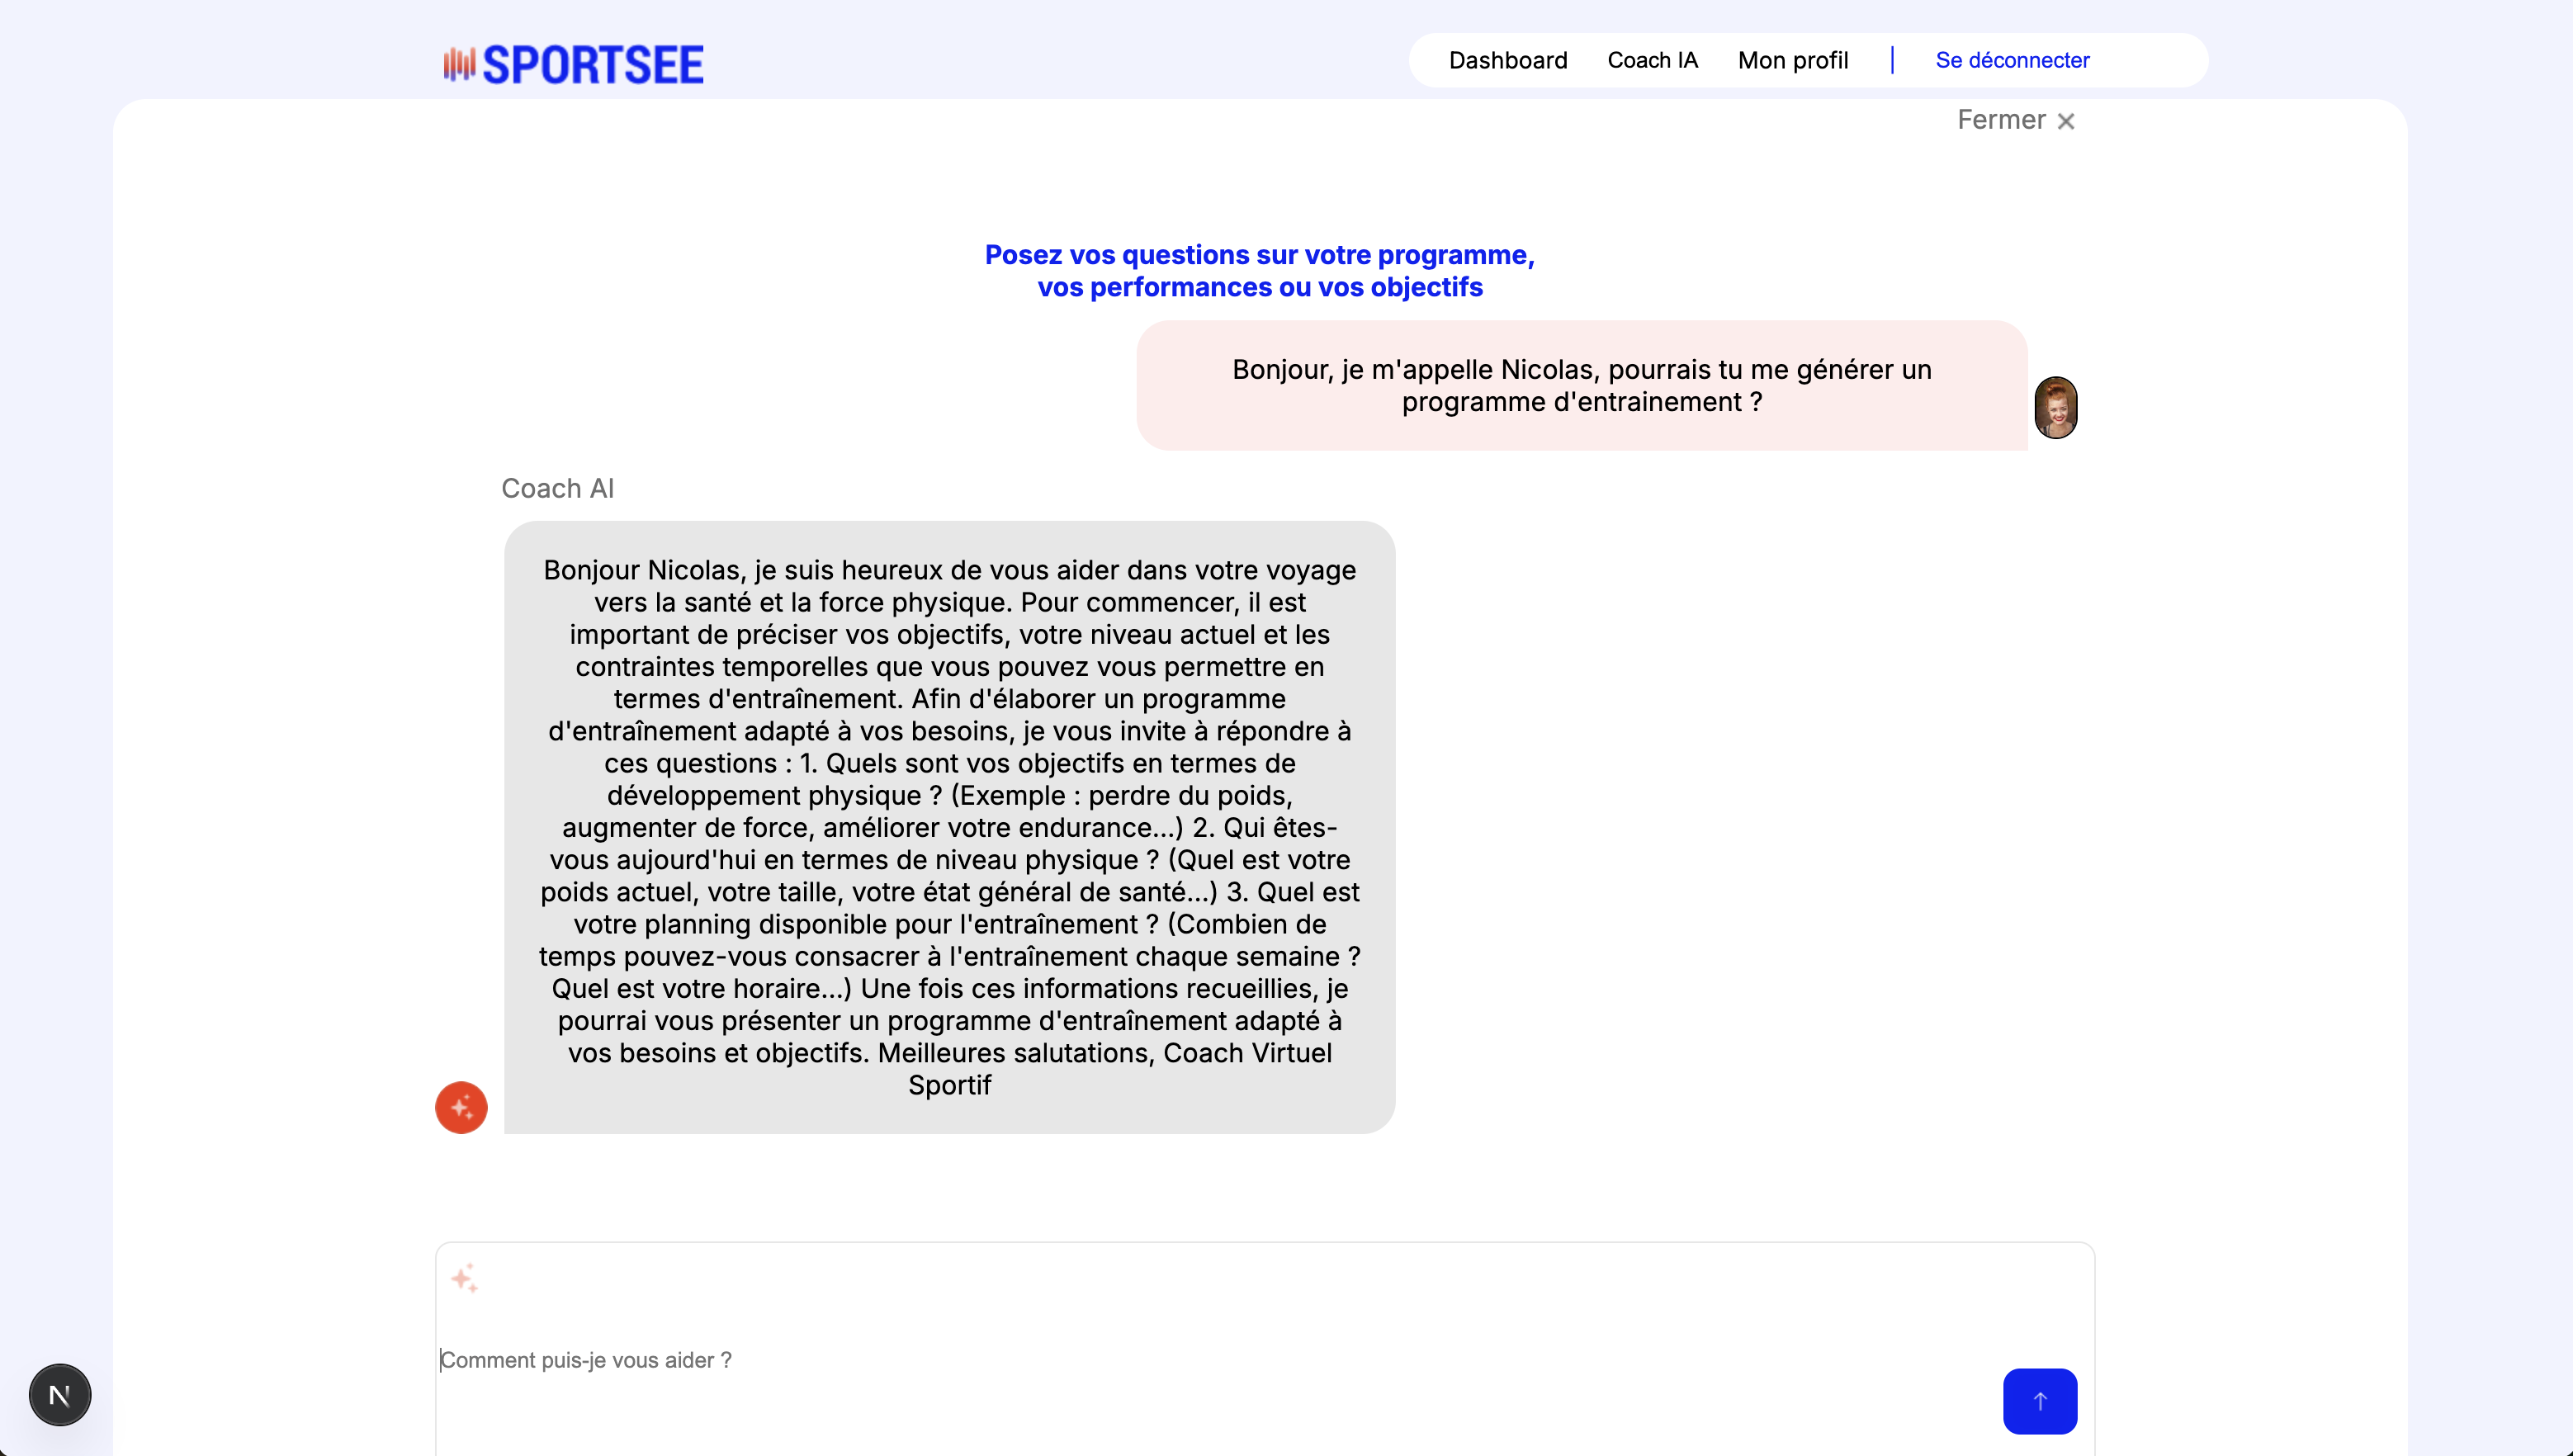 SPORTSEE
Dashboard Coach IA Mon profil | Se déconnecter
Fermer ×
Posez vos questions sur votre programme,
vos performances ou vos objectifs
Bonjour, je m'appelle Nicolas, pourrais tu me générer un
programme d'entrainement ?
Coach AI
Bonjour Nicolas, je suis heureux de vous aider dans votre voyage
vers la santé et la force physique. Pour commencer, il est
important de préciser vos objectifs, votre niveau actuel et les
contraintes temporelles que vous pouvez vous permettre en
termes d'entraînement. Afin d'élaborer un programme
d'entraînement adapté à vos besoins, je vous invite à répondre à
ces questions : 1. Quels sont vos objectifs en termes de
développement physique ? (Exemple : perdre du poids,
augmenter de force, améliorer votre endurance...) 2. Qui êtes-
vous aujourd'hui en termes de niveau physique ? (Quel est votre
poids actuel, votre taille, votre état général de santé...) 3. Quel est
votre planning disponible pour l'entraînement ? (Combien de
temps pouvez-vous consacrer à l'entraînement chaque semaine ?
Quel est votre horaire...) Une fois ces informations recueillies, je
pourrai vous présenter un programme d'entraînement adapté à
vos besoins et objectifs. Meilleures salutations, Coach Virtuel
Sportif
Comment puis-je vous aider ?
N